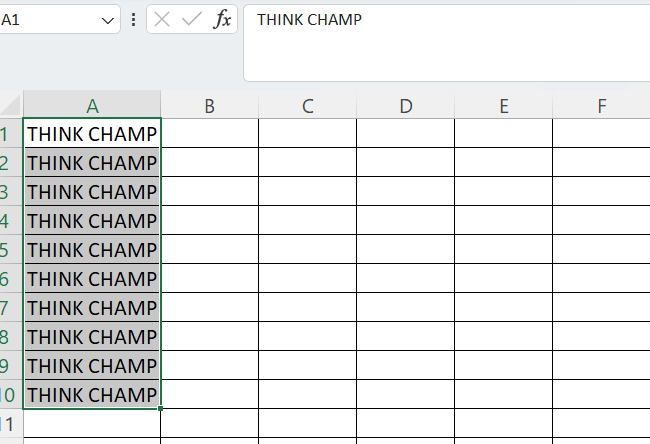 A1 fx THINK CHAMP
A B C D E F
1 THINK CHAMP
2 THINK CHAMP
3 THINK CHAMP
4 THINK CHAMP
5 THINK CHAMP
6 THINK CHAMP
7 THINK CHAMP
8 THINK CHAMP
9 THINK CHAMP
10 THINK CHAMP
11